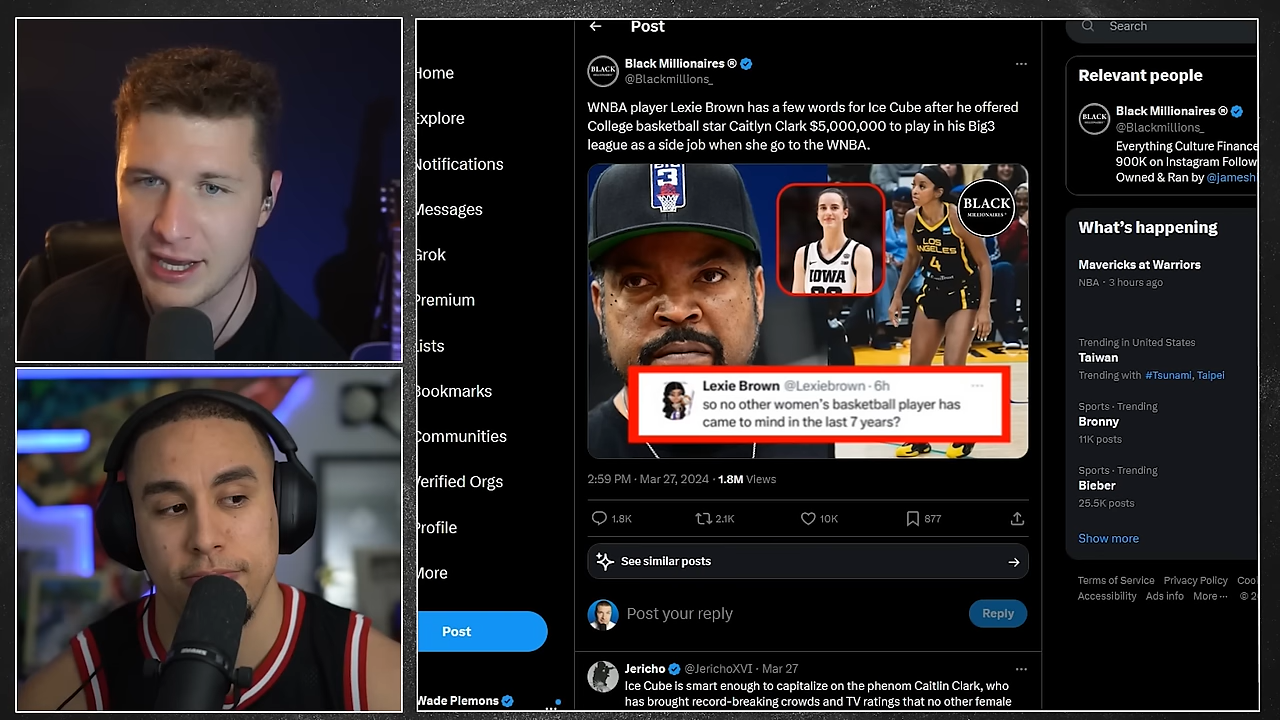 Home
Explore
Notifications
Messages
Grok
Premium
Lists
Bookmarks
Communities
Verified Orgs
Profile
More
Post
Wade Plemons
Post
Black Millionaires ®
@Blackmillions_
WNBA player Lexie Brown has a few words for Ice Cube after he offered
College basketball star Caitlyn Clark $5,000,000 to play in his Big3
league as a side job when she go to the WNBA.
3
BLACK
MILLIONAIRES
IOWA
LOS
ANGELES
4
Lexie Brown @Lexiebrown · 6h
so no other women's basketball player has
came to mind in the last 7 years?
2:59 PM · Mar 27, 2024 · 1.8M Views
1.8K 2.1K 10K 877
See similar posts
Post your reply
Reply
Jericho @JerichoXVI · Mar 27
Ice Cube is smart enough to capitalize on the phenom Caitlin Clark, who
has brought record-breaking crowds and TV ratings that no other female
Search
Relevant people
BLACK
Black Millionaires ®
@Blackmillions_
Everything Culture Finance
900K on Instagram Follow
Owned & Ran by @jamesh
What's happening
Mavericks at Warriors
NBA · 3 hours ago
Trending in United States
Taiwan
Trending with #Tsunami, Taipei
Sports · Trending
Bronny
11K posts
Sports · Trending
Bieber
25.5K posts
Show more
Terms of Service Privacy Policy
Accessibility Ads info More ··· ©